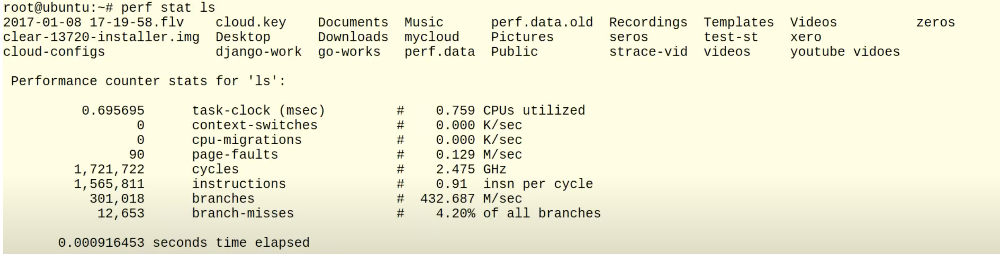 root@ubuntu:~# perf stat ls
2017-01-08 17-19-58.flv    cloud.key    Documents  Music      perf.data.old  Recordings  Templates  Videos          zeros
clear-13720-installer.img  Desktop      Downloads  mycloud    Pictures       seros       test-st    xero
cloud-configs              django-work  go-works   perf.data  Public         strace-vid  videos     youtube vidoes

 Performance counter stats for 'ls':

          0.695695      task-clock (msec)         #    0.759 CPUs utilized
                 0      context-switches          #    0.000 K/sec
                 0      cpu-migrations            #    0.000 K/sec
                90      page-faults               #    0.129 M/sec
         1,721,722      cycles                    #    2.475 GHz
         1,565,811      instructions              #    0.91  insn per cycle
           301,018      branches                  #  432.687 M/sec
            12,653      branch-misses             #    4.20% of all branches

       0.000916453 seconds time elapsed